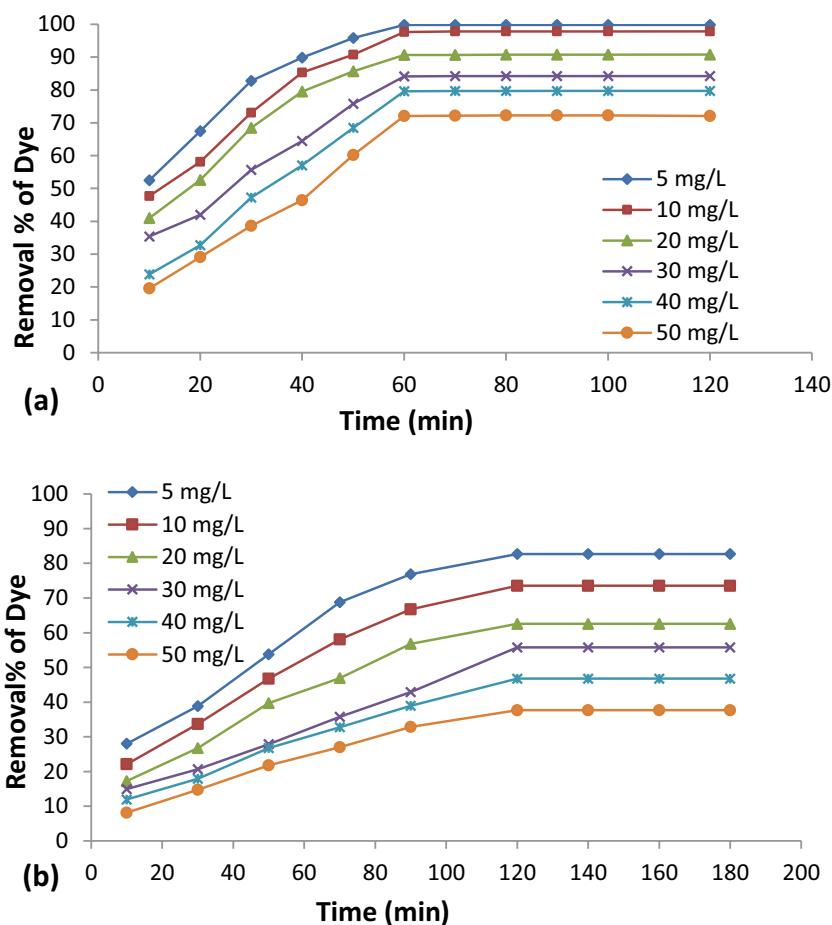 100
90
80
70
60
50
40
30
20
10
0
Removal % of Dye
5 mg/L
10 mg/L
20 mg/L
30 mg/L
40 mg/L
50 mg/L
0 20 40 60 80 100 120 140
(a)
Time (min)
100
90
80
70
60
50
40
30
20
10
0
Removal% of Dye
5 mg/L
10 mg/L
20 mg/L
30 mg/L
40 mg/L
50 mg/L
0 20 40 60 80 100 120 140 160 180 200
(b)
Time (min)